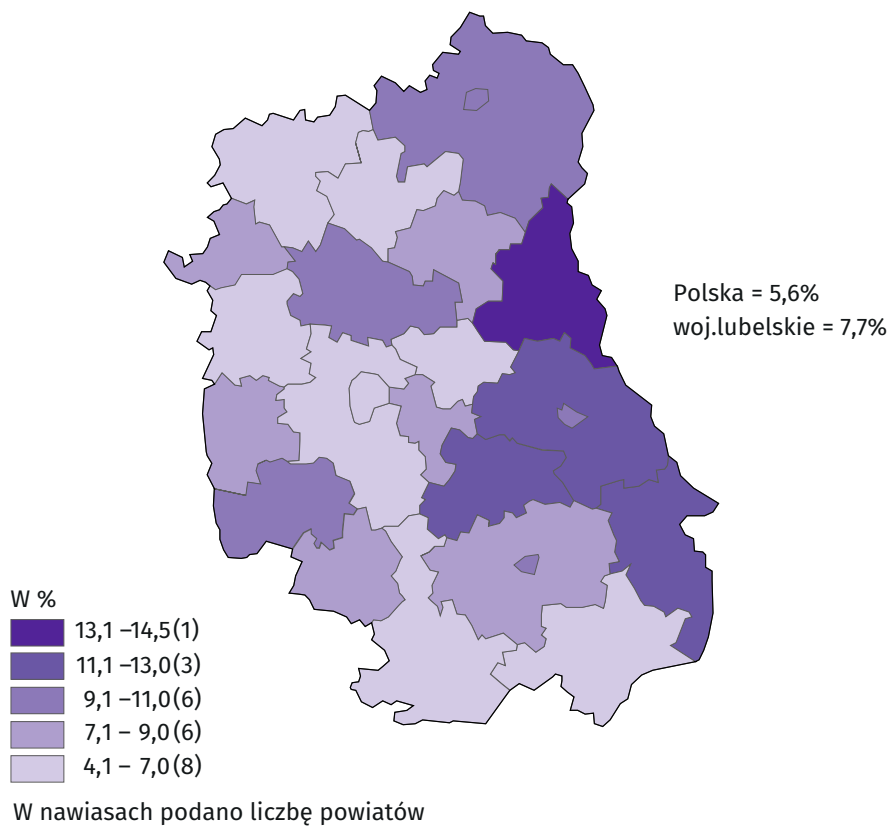 Polska = 5,6%
woj.lubelskie = 7,7%
W %
13,1 –14,5(1)
11,1 –13,0(3)
9,1 –11,0(6)
7,1 – 9,0(6)
4,1 – 7,0(8)
W nawiasach podano liczbę powiatów